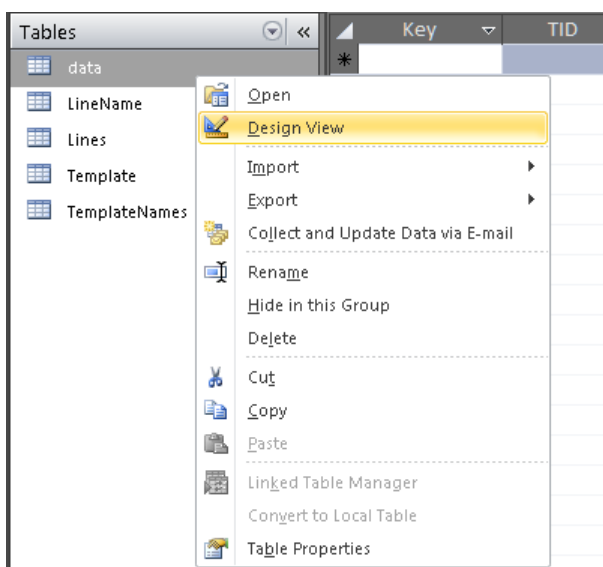 Tables « Key TID
data
LineName
Lines
Template
TemplateNames
Open
Design View
Import
Export
Collect and Update Data via E-mail
Rename
Hide in this Group
Delete
Cut
Copy
Paste
Linked Table Manager
Convert to Local Table
Table Properties